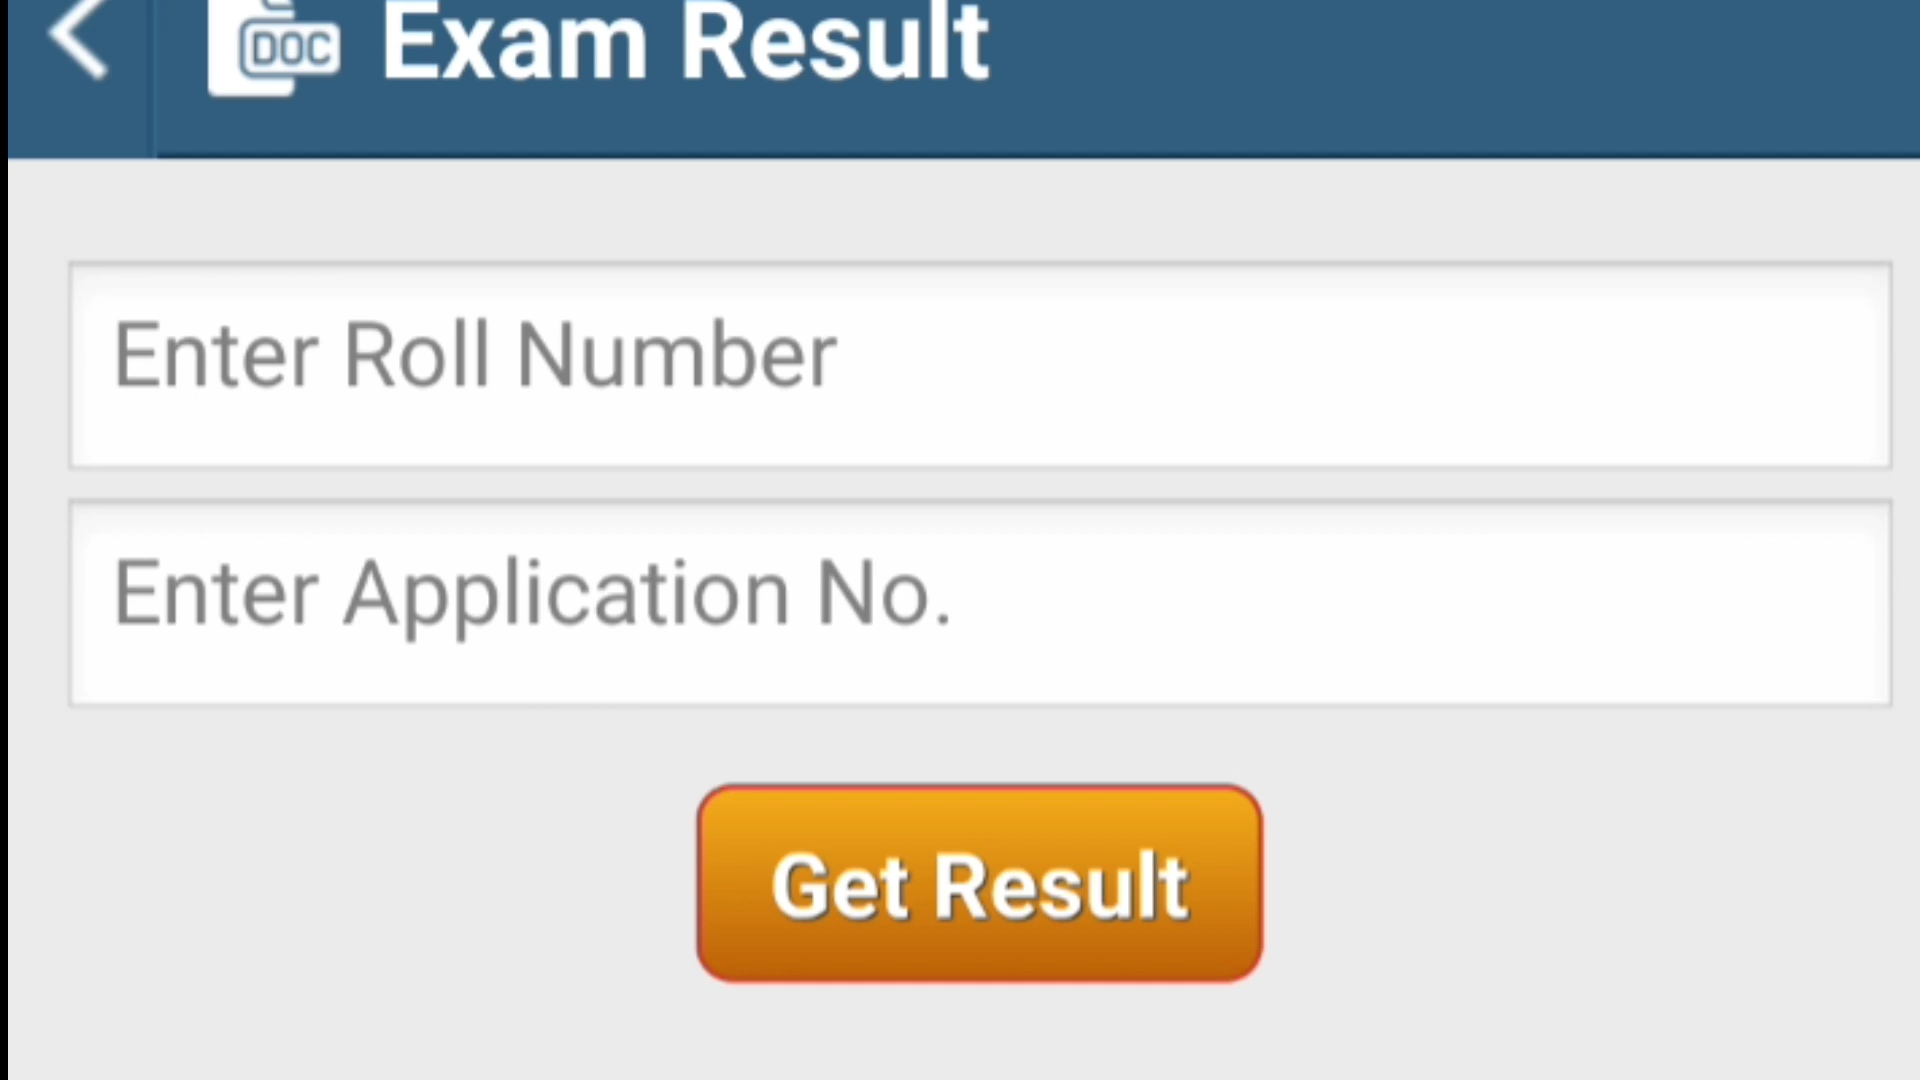 DOC Exam Result
Enter Roll Number
Enter Application No.
Get Result